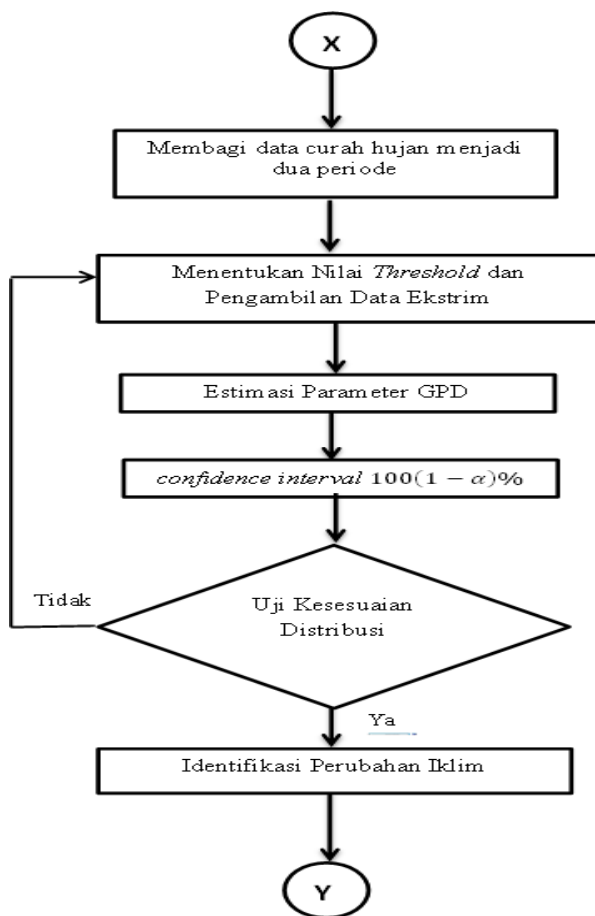 X
Membagi data curah hujan menjadi
dua periode
Menentukan Nilai Threshold dan
Pengambilan Data Ekstrim
Estimasi Parameter GPD
confidence interval 100(1 − α)%
Tidak
Uji Kesesuaian
Distribusi
Ya
Identifikasi Perubahan Iklim
Y